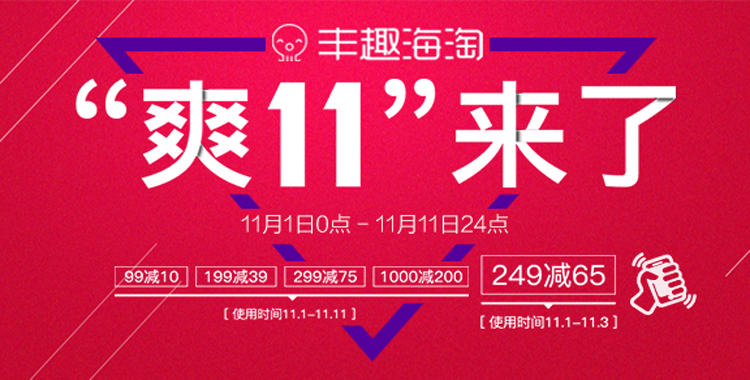 丰趣海淘
“爽11”来了
11月1日0点 - 11月11日24点
99减10 199减39 299减75 1000减200 249减65
[ 使用时间11.1-11.11 ] [ 使用时间11.1-11.3 ]